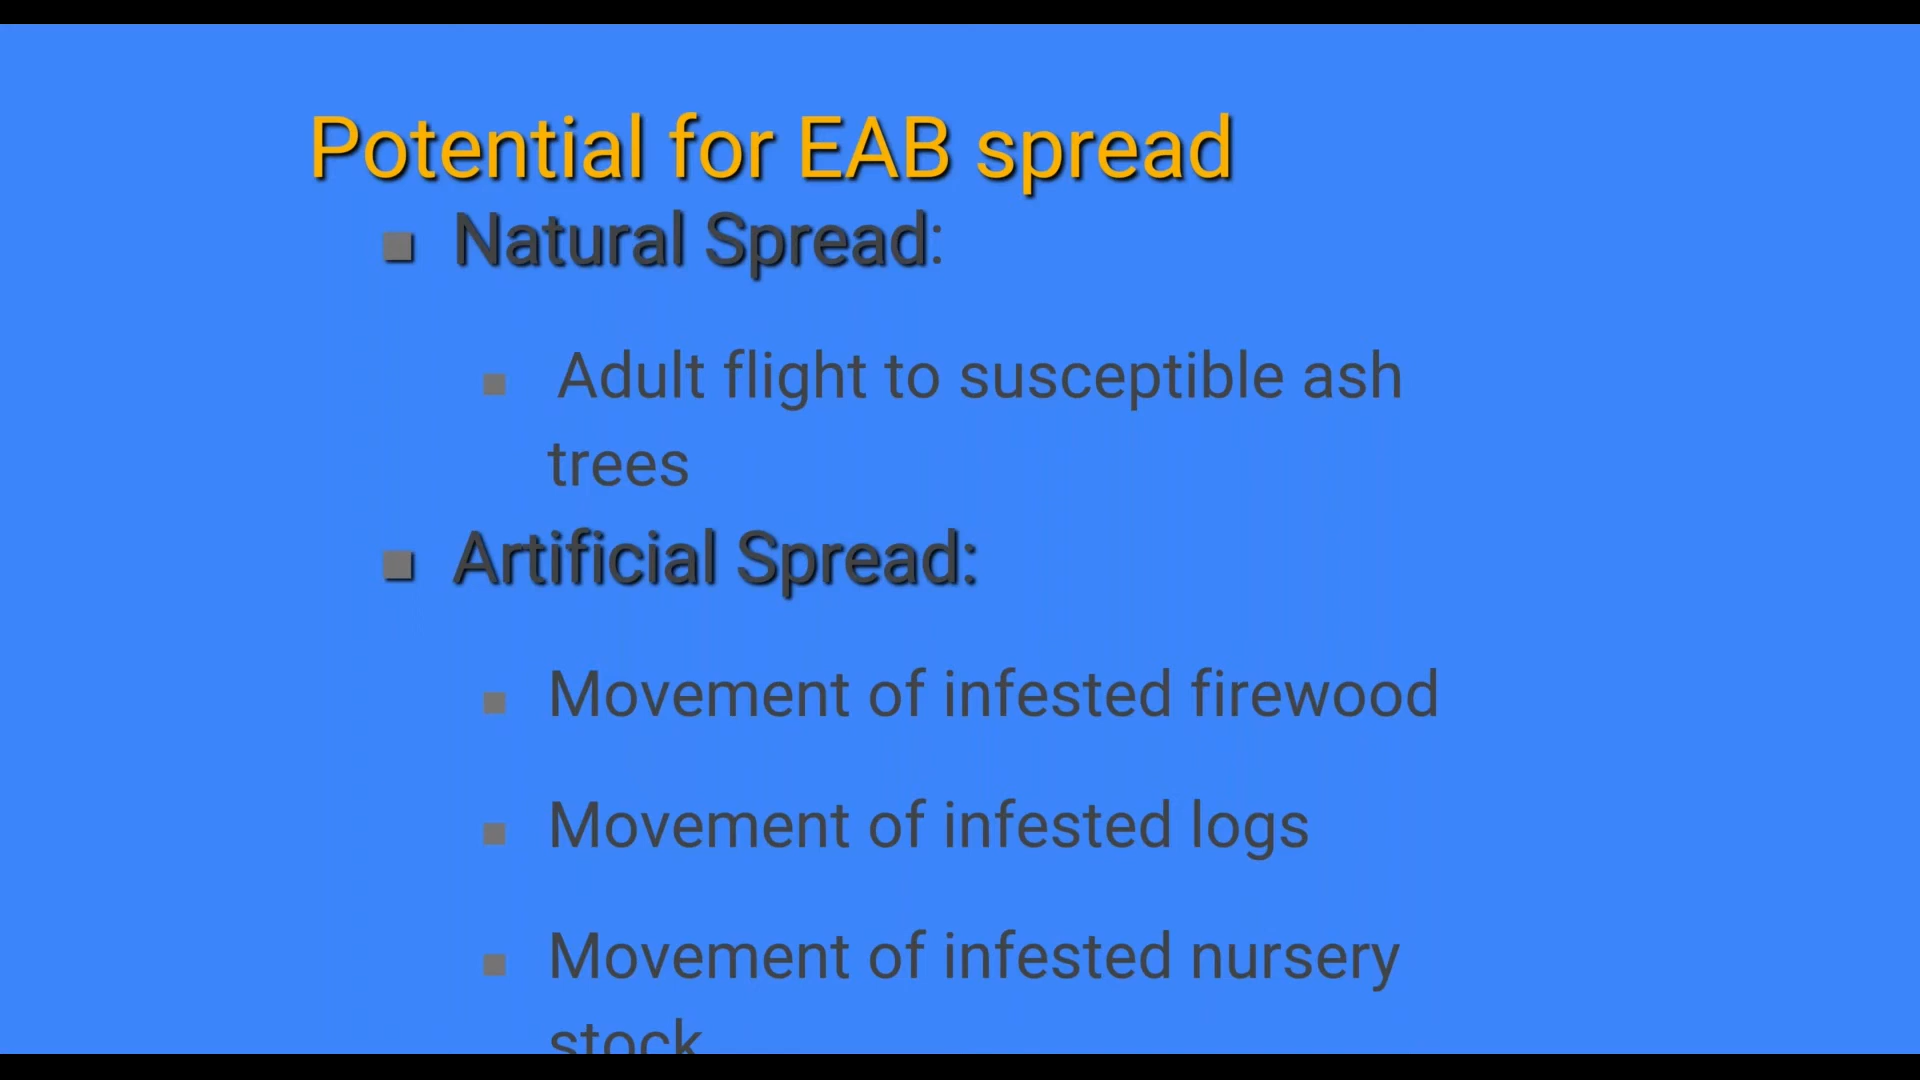 Potential for EAB spread
Natural Spread:
Adult flight to susceptible ash
trees
Artificial Spread:
Movement of infested firewood
Movement of infested logs
Movement of infested nursery
stock